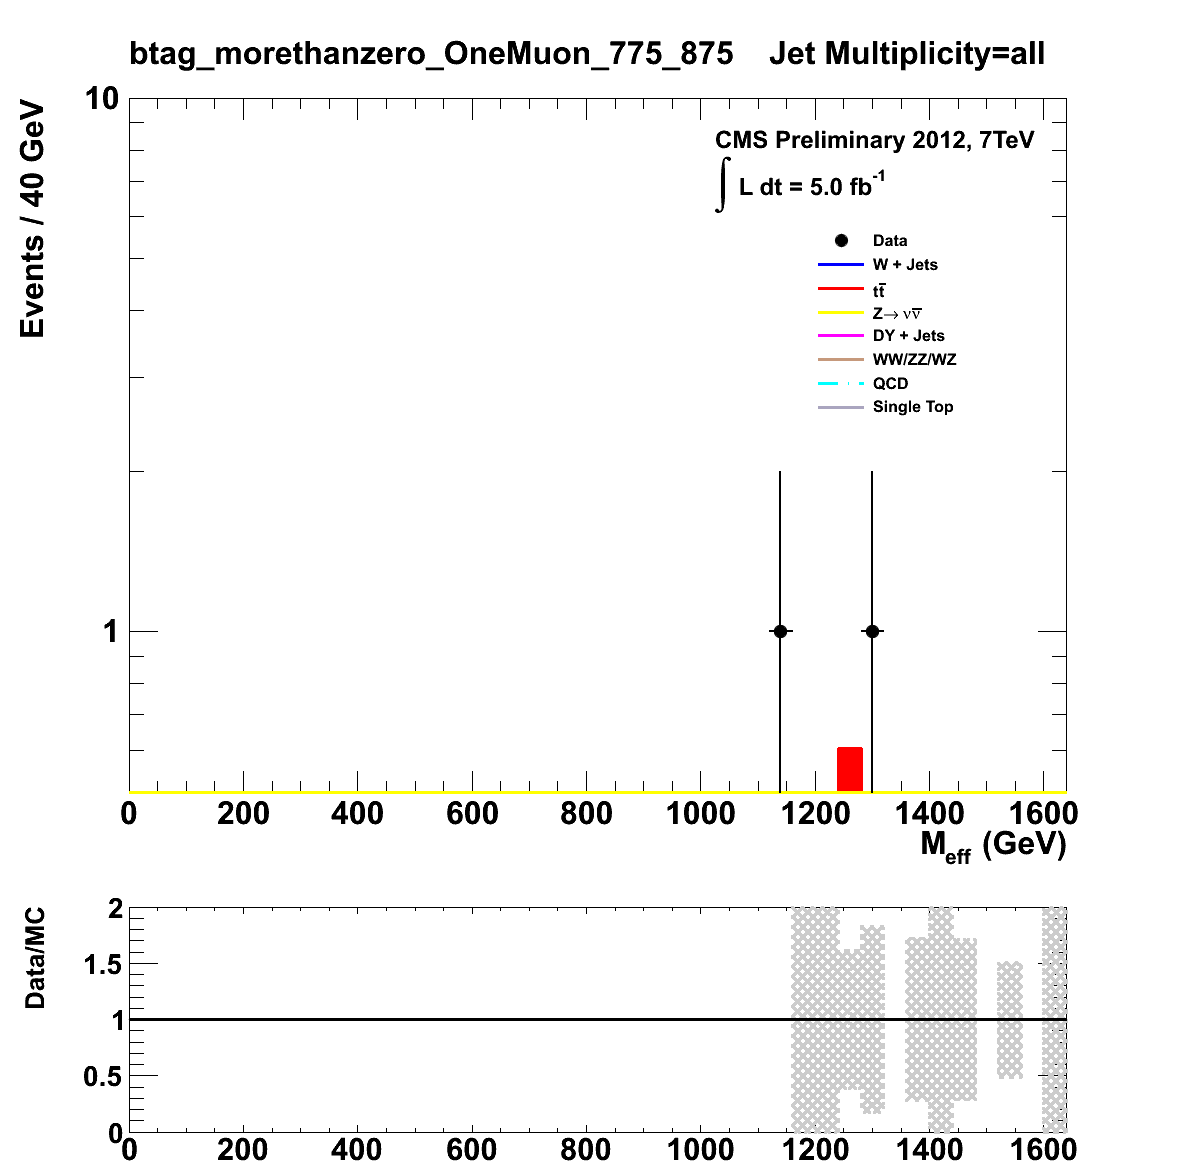 btag_morethanzero_OneMuon_775_875 Jet Multiplicity=all
Events / 40 GeV
10
1
CMS Preliminary 2012, 7TeV
∫ L dt = 5.0 fb⁻¹
Data
W + Jets
tt̅
Z→ νν̅
DY + Jets
WW/ZZ/WZ
QCD
Single Top
0 200 400 600 800 1000 1200 1400 1600
M_eff (GeV)
Data/MC
2
1.5
1
0.5
0
0 200 400 600 800 1000 1200 1400 1600